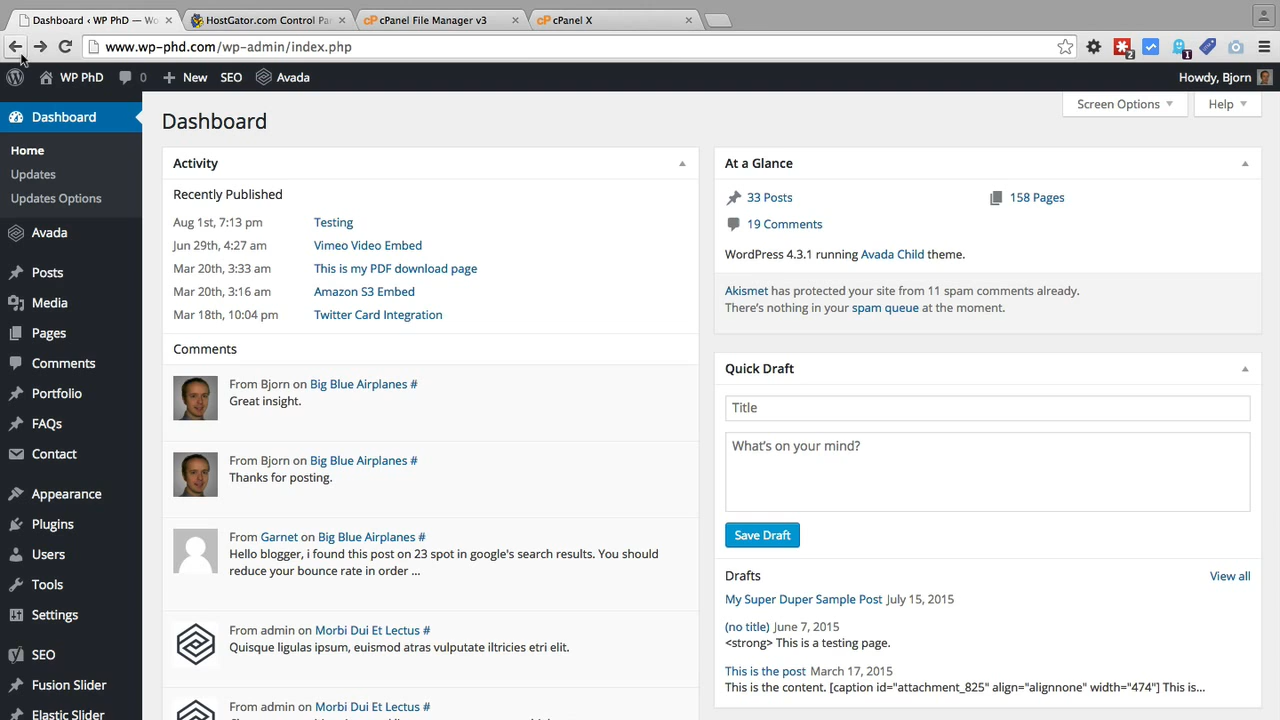 Dashboard ‹ WP PhD — Wo
HostGator.com Control Pan
cPanel File Manager v3
cPanel X
www.wp-phd.com/wp-admin/index.php
2
1
WP PhD
0
New
SEO
Avada
Howdy, Bjorn
Dashboard
Home
Updates
Updates Options
Avada
Posts
Media
Pages
Comments
Portfolio
FAQs
Contact
Appearance
Plugins
Users
Tools
Settings
SEO
Fusion Slider
Elastic Slider
Screen Options
Help
Dashboard
Activity
Recently Published
Aug 1st, 7:13 pm Testing
Jun 29th, 4:27 am Vimeo Video Embed
Mar 20th, 3:33 am This is my PDF download page
Mar 20th, 3:16 am Amazon S3 Embed
Mar 18th, 10:04 pm Twitter Card Integration
Comments
From Bjorn on Big Blue Airplanes #
Great insight.
From Bjorn on Big Blue Airplanes #
Thanks for posting.
From Garnet on Big Blue Airplanes #
Hello blogger, i found this post on 23 spot in google's search results. You should
reduce your bounce rate in order ...
From admin on Morbi Dui Et Lectus #
Quisque ligulas ipsum, euismod atras vulputate iltricies etri elit.
From admin on Morbi Dui Et Lectus #
At a Glance
33 Posts
158 Pages
19 Comments
WordPress 4.3.1 running Avada Child theme.
Akismet has protected your site from 11 spam comments already.
There's nothing in your spam queue at the moment.
Quick Draft
Title
What's on your mind?
Save Draft
Drafts
View all
My Super Duper Sample Post July 15, 2015
(no title) June 7, 2015
<strong> This is a testing page.
This is the post March 17, 2015
This is the content. [caption id="attachment_825" align="alignnone" width="474"] This is...